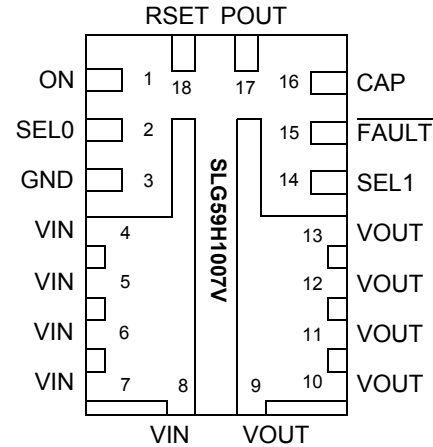 RSET POUT
ON 1 18 17 16 CAP
SEL0 2 15 FAULT
GND 3 14 SEL1
SLG59H1007V
VIN 4 13 VOUT
VIN 5 12 VOUT
VIN 6 11 VOUT
VIN 7 8 9 10 VOUT
VIN VOUT